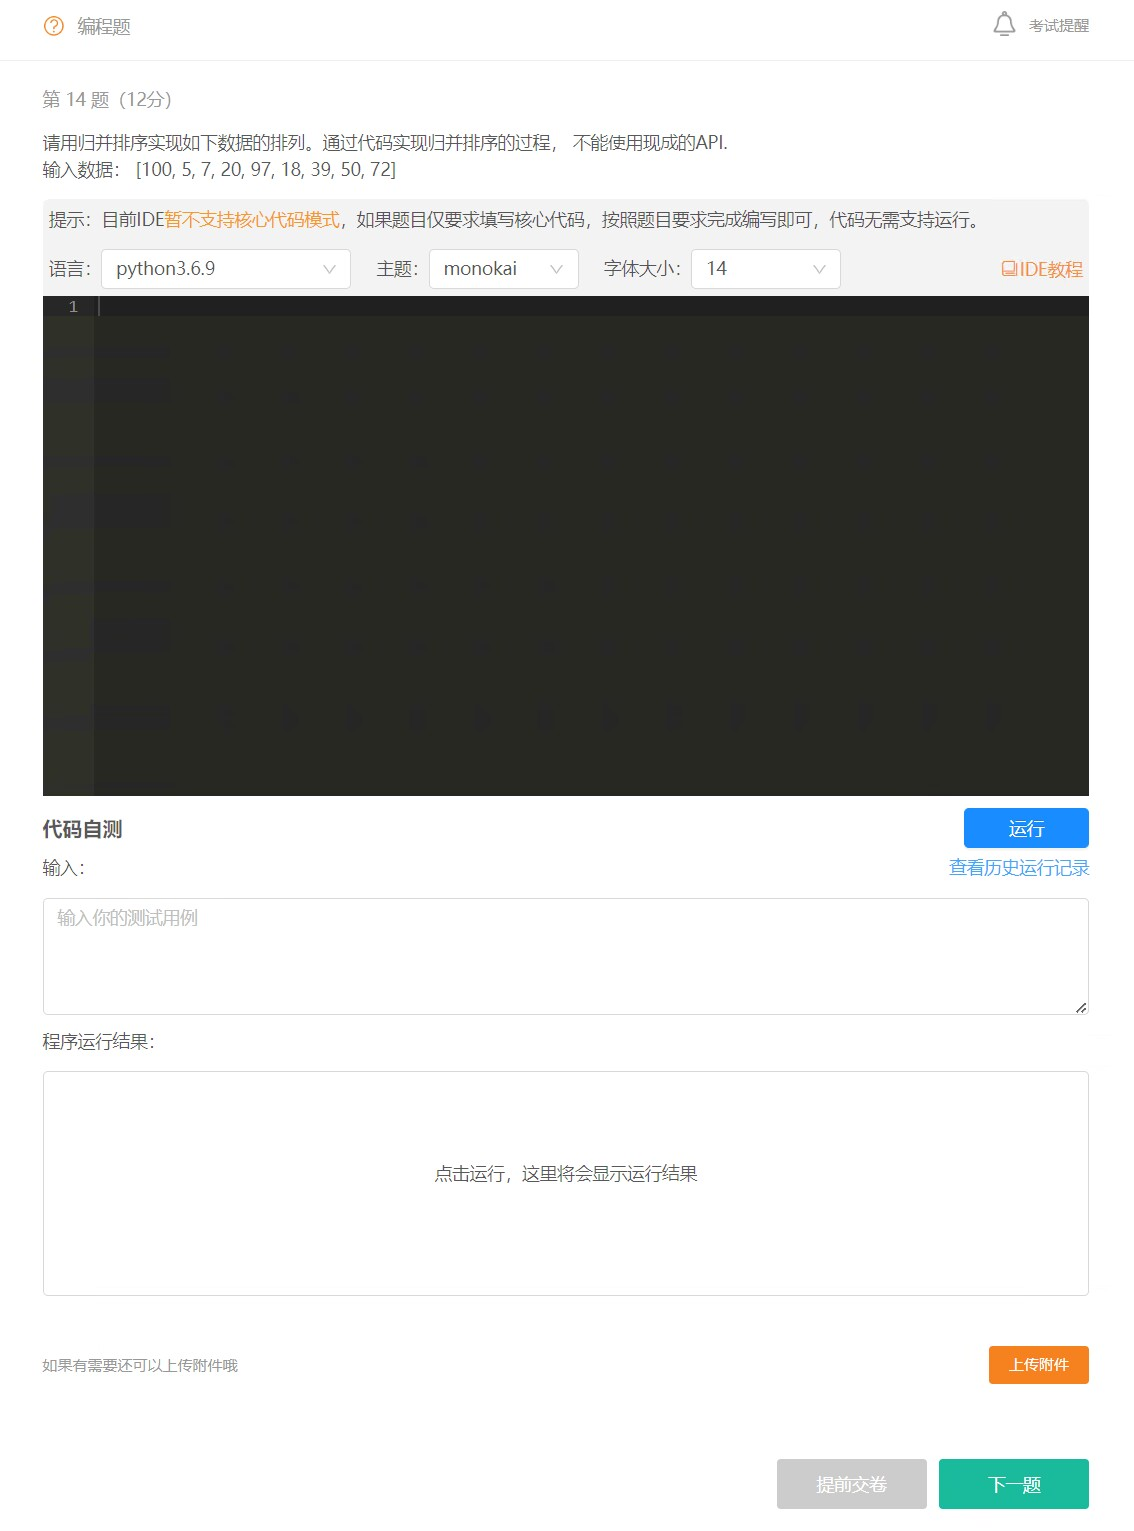 编程题
考试提醒
第 14 题（12分）
请用归并排序实现如下数据的排列。通过代码实现归并排序的过程， 不能使用现成的API.
输入数据： [100, 5, 7, 20, 97, 18, 39, 50, 72]
提示：目前IDE暂不支持核心代码模式，如果题目仅要求填写核心代码，按照题目要求完成编写即可，代码无需支持运行。
语言： python3.6.9 主题： monokai 字体大小： 14 IDE教程
1
代码自测
运行
输入：
查看历史运行记录
输入你的测试用例
程序运行结果：
点击运行，这里将会显示运行结果
如果有需要还可以上传附件哦
上传附件
提前交卷
下一题